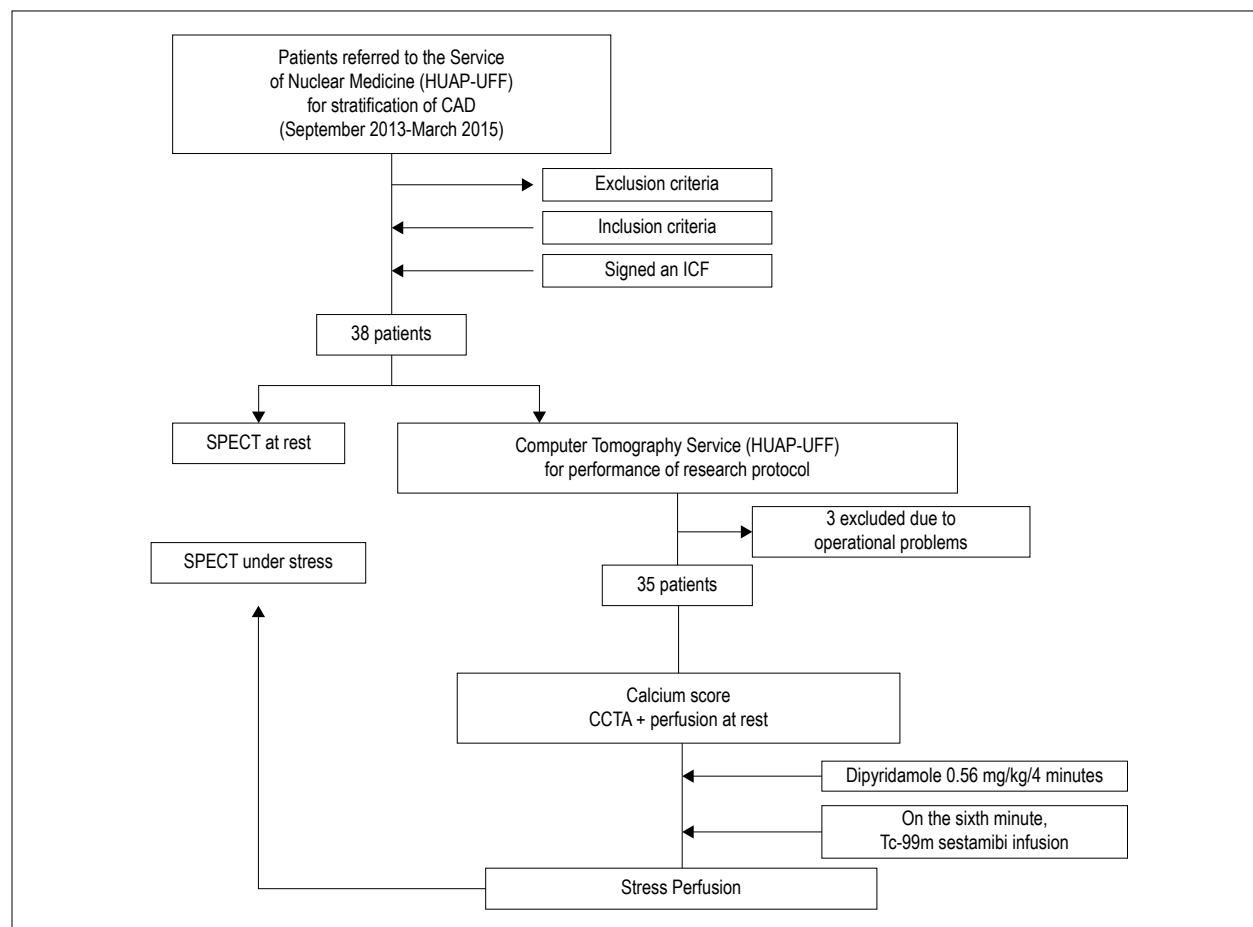 Patients referred to the Service
of Nuclear Medicine (HUAP-UFF)
for stratification of CAD
(September 2013-March 2015)
Exclusion criteria
Inclusion criteria
Signed an ICF
38 patients
SPECT at rest
Computer Tomography Service (HUAP-UFF)
for performance of research protocol
3 excluded due to
operational problems
SPECT under stress
35 patients
Calcium score
CCTA + perfusion at rest
Dipyridamole 0.56 mg/kg/4 minutes
On the sixth minute,
Tc-99m sestamibi infusion
Stress Perfusion